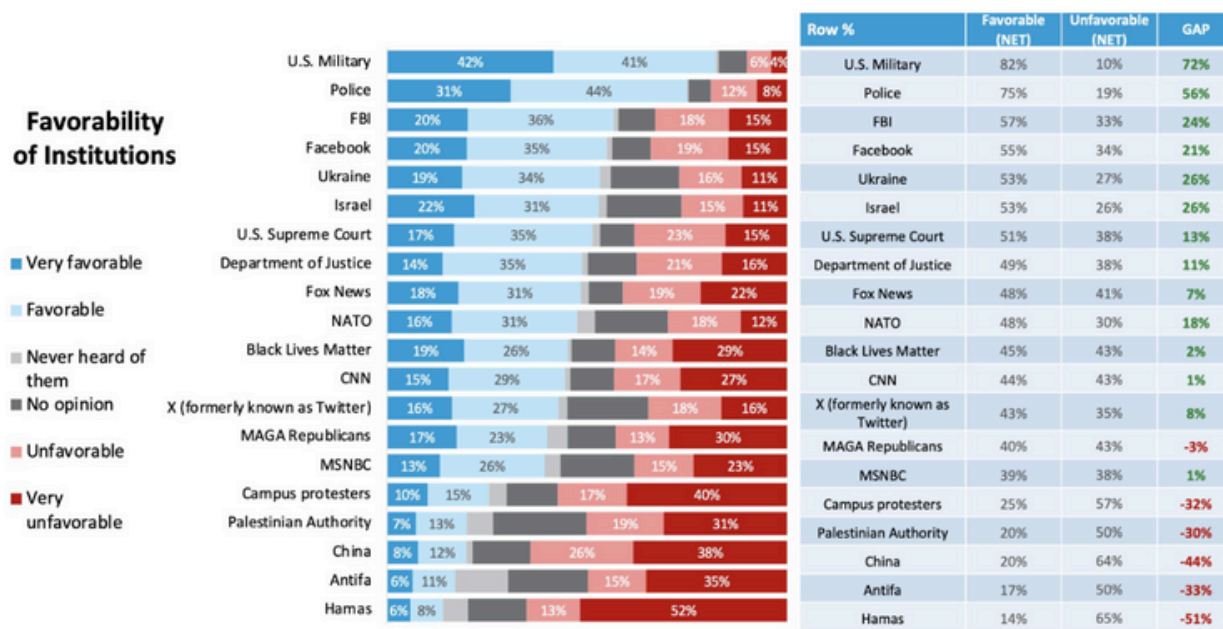 Favorability
of Institutions
Very favorable
Favorable
Never heard of
them
No opinion
Unfavorable
Very
unfavorable
U.S. Military 42% 41% 6% 4%
Police 31% 44% 12% 8%
FBI 20% 36% 18% 15%
Facebook 20% 35% 19% 15%
Ukraine 19% 34% 16% 11%
Israel 22% 31% 15% 11%
U.S. Supreme Court 17% 35% 23% 15%
Department of Justice 14% 35% 21% 16%
Fox News 18% 31% 19% 22%
NATO 16% 31% 18% 12%
Black Lives Matter 19% 26% 14% 29%
CNN 15% 29% 17% 27%
X (formerly known as Twitter) 16% 27% 18% 16%
MAGA Republicans 17% 23% 13% 30%
MSNBC 13% 26% 15% 23%
Campus protesters 10% 15% 17% 40%
Palestinian Authority 7% 13% 19% 31%
China 8% 12% 26% 38%
Antifa 6% 11% 15% 35%
Hamas 6% 8% 13% 52%
Row % Favorable (NET) Unfavorable (NET) GAP
U.S. Military 82% 10% 72%
Police 75% 19% 56%
FBI 57% 33% 24%
Facebook 55% 34% 21%
Ukraine 53% 27% 26%
Israel 53% 26% 26%
U.S. Supreme Court 51% 38% 13%
Department of Justice 49% 38% 11%
Fox News 48% 41% 7%
NATO 48% 30% 18%
Black Lives Matter 45% 43% 2%
CNN 44% 43% 1%
X (formerly known as
Twitter) 43% 35% 8%
MAGA Republicans 40% 43% -3%
MSNBC 39% 38% 1%
Campus protesters 25% 57% -32%
Palestinian Authority 20% 50% -30%
China 20% 64% -44%
Antifa 17% 50% -33%
Hamas 14% 65% -51%